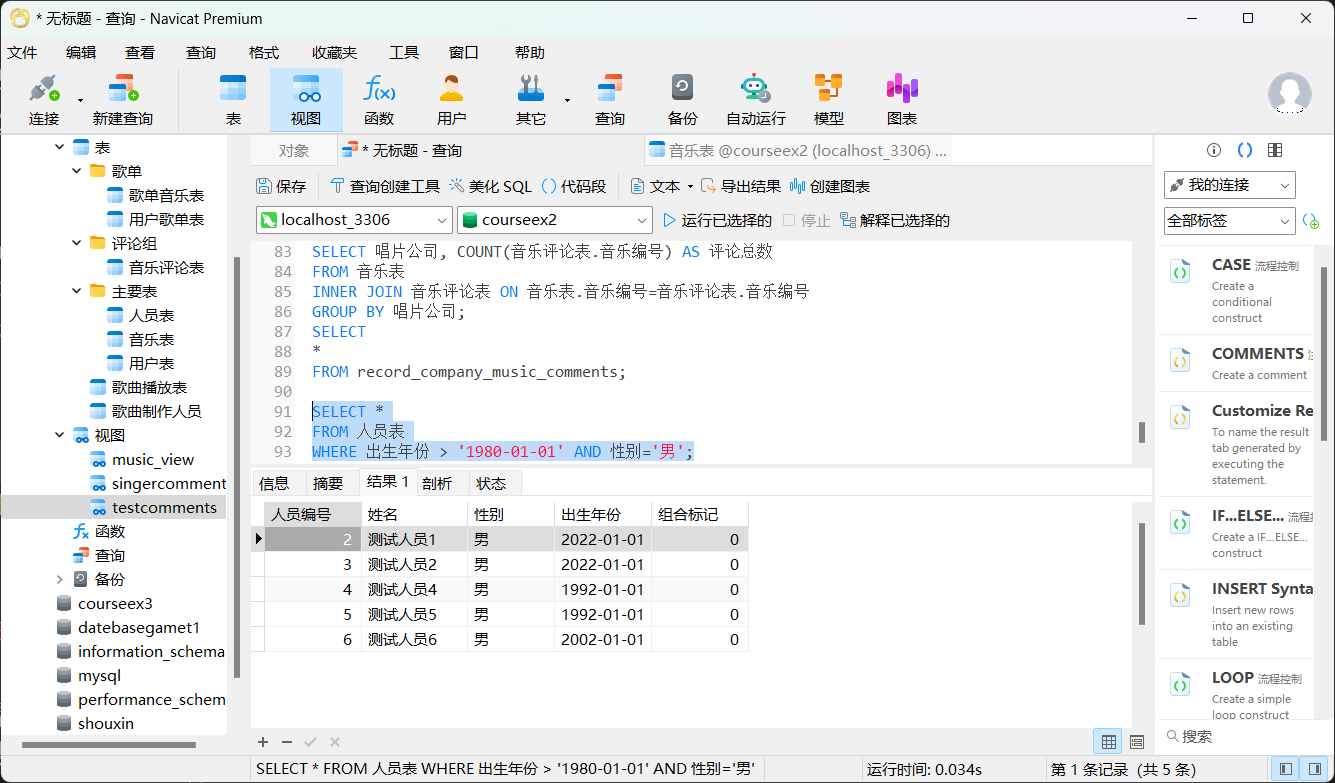 * 无标题 - 查询 - Navicat Premium
文件 编辑 查看 查询 格式 收藏夹 工具 窗口 帮助
连接 新建查询 表 视图 函数 用户 其它 查询 备份 自动运行 模型 图表
表
歌单
歌单音乐表
用户歌单表
评论组
音乐评论表
主要表
人员表
音乐表
用户表
歌曲播放表
歌曲制作人员
视图
music_view
singercomment
testcomments
函数
查询
备份
courseex3
datebasegamet1
information_schema
mysql
performance_schem
shouxin
对象 * 无标题 - 查询 音乐表 @courseex2 (localhost_3306) ...
保存 查询创建工具 美化 SQL () 代码段 文本 导出结果 创建图表
localhost_3306 courseex2 运行已选择的 停止 解释已选择的
83 SELECT 唱片公司, COUNT(音乐评论表.音乐编号) AS 评论总数
84 FROM 音乐表
85 INNER JOIN 音乐评论表 ON 音乐表.音乐编号=音乐评论表.音乐编号
86 GROUP BY 唱片公司;
87 SELECT
88 *
89 FROM record_company_music_comments;
90
91 SELECT *
92 FROM 人员表
93 WHERE 出生年份 > '1980-01-01' AND 性别='男';
信息 摘要 结果 1 剖析 状态
人员编号 姓名 性别 出生年份 组合标记
2 测试人员1 男 2022-01-01 0
3 测试人员2 男 2022-01-01 0
4 测试人员4 男 1992-01-01 0
5 测试人员5 男 1992-01-01 0
6 测试人员6 男 2002-01-01 0
SELECT * FROM 人员表 WHERE 出生年份 > '1980-01-01' AND 性别='男'
运行时间: 0.034s
第 1 条记录 (共 5 条)
我的连接
全部标签
CASE 流程控制
Create a
conditional
construct
COMMENTS
Create a comment
Customize Re
To name the result
tab generated by
executing the
statement.
IF...ELSE... 流程
Create a IF...ELSE...
construct
INSERT Synta
Insert new rows
into an existing
table
LOOP 流程控制
Create a simple
loop construct
搜索